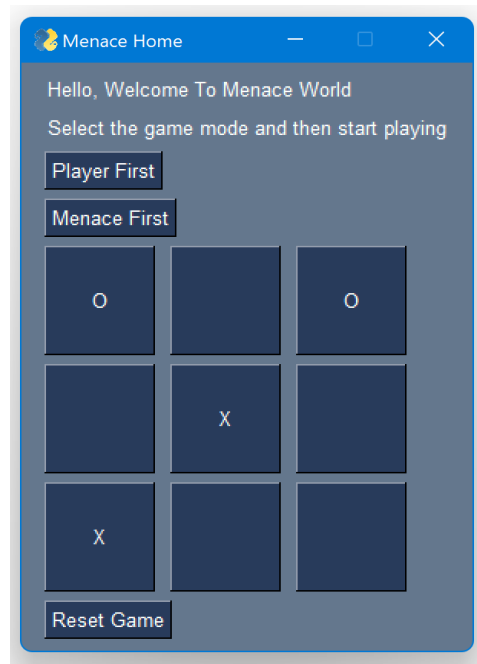 Menace Home
Hello, Welcome To Menace World
Select the game mode and then start playing
Player First
Menace First
O O
X
X
Reset Game